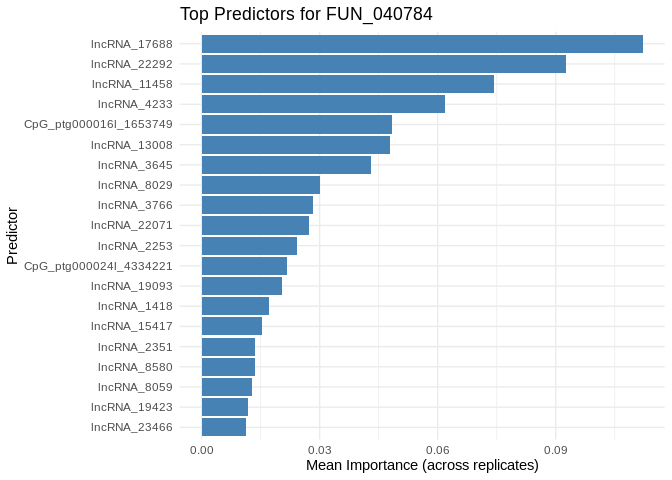 Top Predictors for FUN_040784
Predictor
lncRNA_17688
lncRNA_22292
lncRNA_11458
lncRNA_4233
CpG_ptg000016l_1653749
lncRNA_13008
lncRNA_3645
lncRNA_8029
lncRNA_3766
lncRNA_22071
lncRNA_2253
CpG_ptg000024l_4334221
lncRNA_19093
lncRNA_1418
lncRNA_15417
lncRNA_2351
lncRNA_8580
lncRNA_8059
lncRNA_19423
lncRNA_23466
0.00 0.03 0.06 0.09
Mean Importance (across replicates)